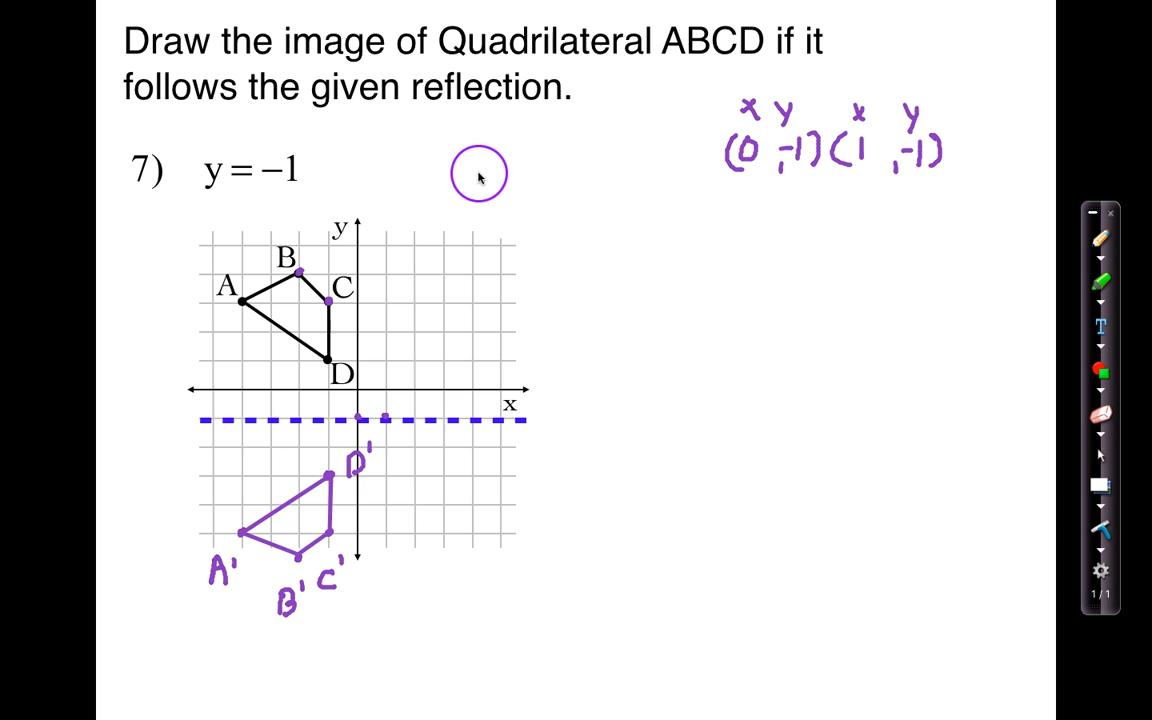 Draw the image of Quadrilateral ABCD if it
follows the given reflection.
x y x y
(0,-1)(1,-1)
7) y = −1
y
B
A
C
D
x
D'
A'
B' C'
T
1/1